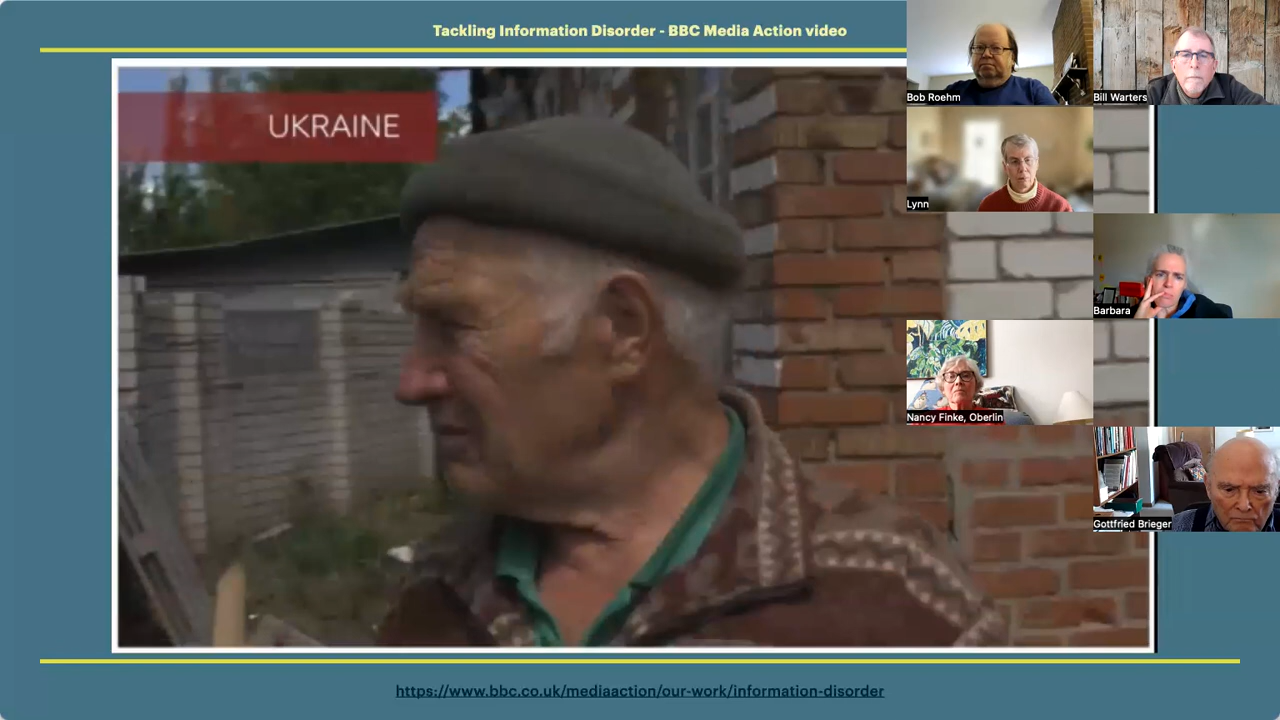 Tackling Information Disorder - BBC Media Action video
UKRAINE
Bob Roehm
Bill Warters
Lynn
Barbara
Nancy Finke, Oberlin
Gottfried Brieger
https://www.bbc.co.uk/mediaaction/our-work/information-disorder